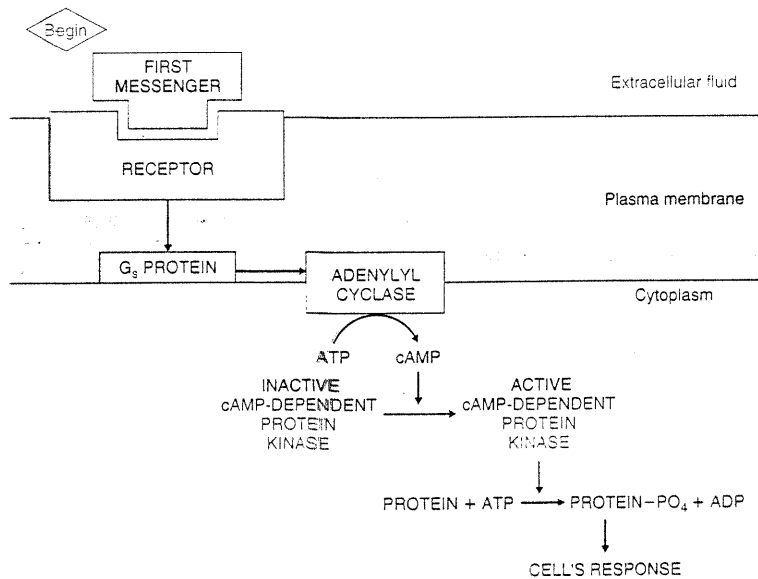 Begin
FIRST
MESSENGER
Extracellular fluid
RECEPTOR
Plasma membrane
Gₛ PROTEIN
ADENYLYL
CYCLASE
Cytoplasm
ATP
cAMP
INACTIVE
cAMP-DEPENDENT
PROTEIN
KINASE
ACTIVE
cAMP-DEPENDENT
PROTEIN
KINASE
PROTEIN + ATP
PROTEIN–PO₄ + ADP
CELL'S RESPONSE